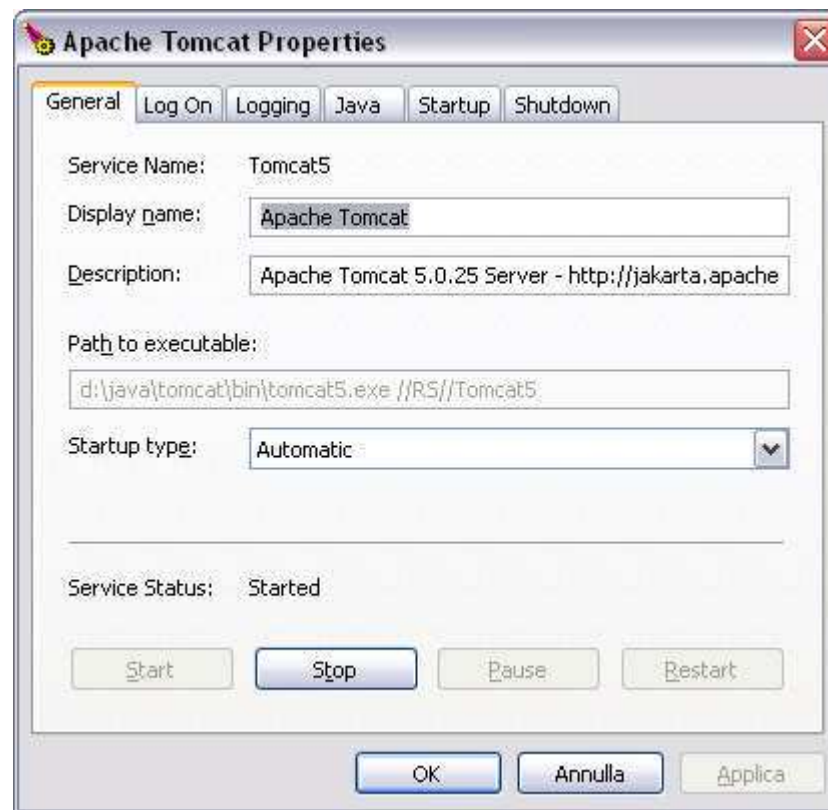 Apache Tomcat Properties
General Log On Logging Java Startup Shutdown
Service Name: Tomcat5
Display name: Apache Tomcat
Description: Apache Tomcat 5.0.25 Server - http://jakarta.apache
Path to executable:
d:\java\tomcat\bin\tomcat5.exe //RS//Tomcat5
Startup type: Automatic
Service Status: Started
Start Stop Pause Restart
OK Annulla Applica